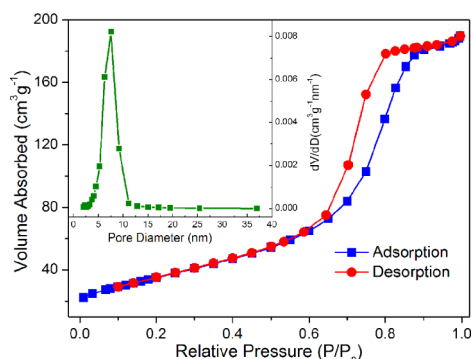 200
160
120
80
40
Volume Absorbed (cm³g⁻¹)
0.008
0.006
0.004
0.002
0.000
dV/dD(cm³g⁻¹nm⁻¹)
0 5 10 15 20 25 30 35 40
Pore Diameter (nm)
Adsorption
Desorption
0.0 0.2 0.4 0.6 0.8 1.0
Relative Pressure (P/P₀)